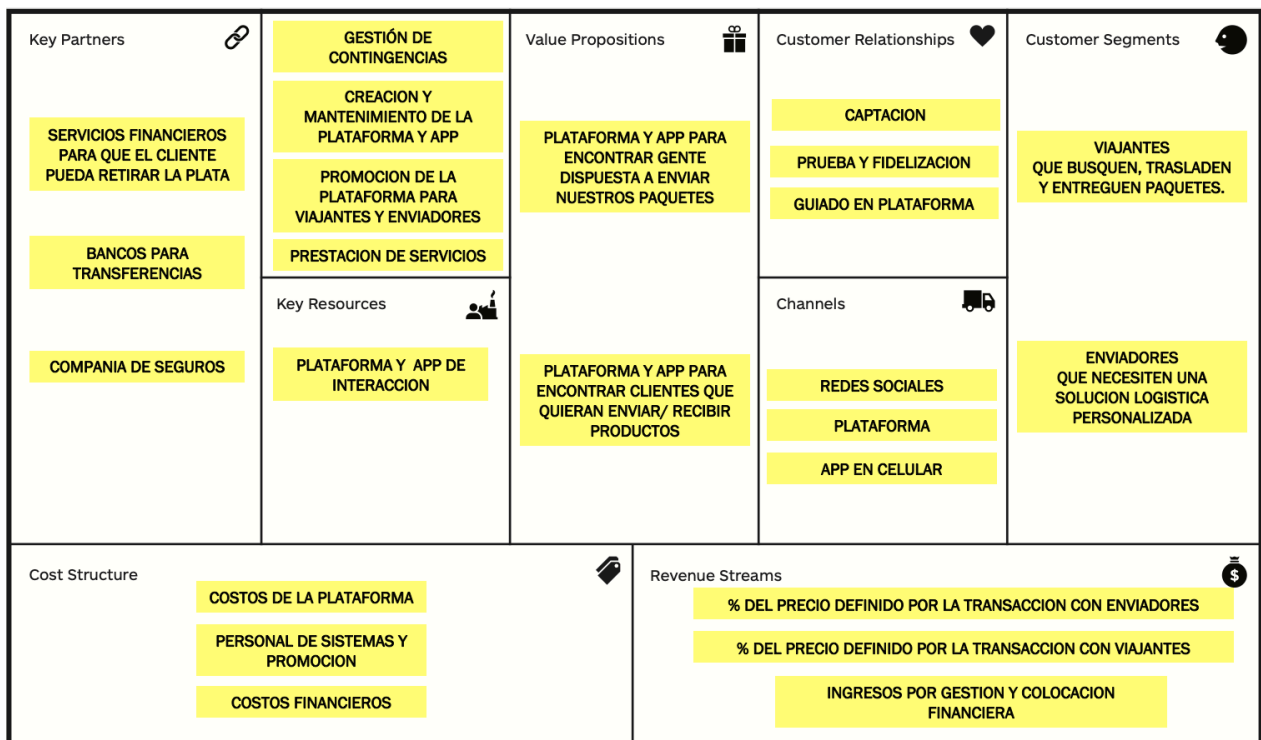 Key Partners
SERVICIOS FINANCIEROS
PARA QUE EL CLIENTE
PUEDA RETIRAR LA PLATA
BANCOS PARA
TRANSFERENCIAS
COMPANIA DE SEGUROS
GESTIÓN DE
CONTINGENCIAS
CREACION Y
MANTENIMIENTO DE LA
PLATAFORMA Y APP
PROMOCION DE LA
PLATAFORMA PARA
VIAJANTES Y ENVIADORES
PRESTACION DE SERVICIOS
Key Resources
PLATAFORMA Y APP DE
INTERACCION
Value Propositions
PLATAFORMA Y APP PARA
ENCONTRAR GENTE
DISPUESTA A ENVIAR
NUESTROS PAQUETES
PLATAFORMA Y APP PARA
ENCONTRAR CLIENTES QUE
QUIERAN ENVIAR/ RECIBIR
PRODUCTOS
Customer Relationships
CAPTACION
PRUEBA Y FIDELIZACION
GUIADO EN PLATAFORMA
Channels
REDES SOCIALES
PLATAFORMA
APP EN CELULAR
Customer Segments
VIAJANTES
QUE BUSQUEN, TRASLADEN
Y ENTREGUEN PAQUETES.
ENVIADORES
QUE NECESITEN UNA
SOLUCION LOGISTICA
PERSONALIZADA
Cost Structure
COSTOS DE LA PLATAFORMA
PERSONAL DE SISTEMAS Y
PROMOCION
COSTOS FINANCIEROS
Revenue Streams
$
% DEL PRECIO DEFINIDO POR LA TRANSACCION CON ENVIADORES
% DEL PRECIO DEFINIDO POR LA TRANSACCION CON VIAJANTES
INGRESOS POR GESTION Y COLOCACION
FINANCIERA